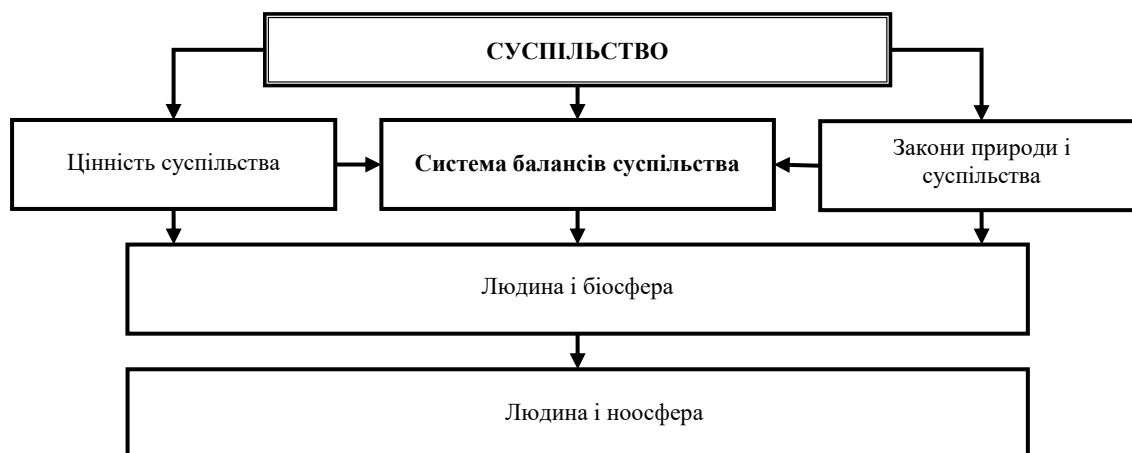 СУСПІЛЬСТВО
Цінність суспільства
Система балансів суспільства
Закони природи і
суспільства
Людина і біосфера
Людина і ноосфера